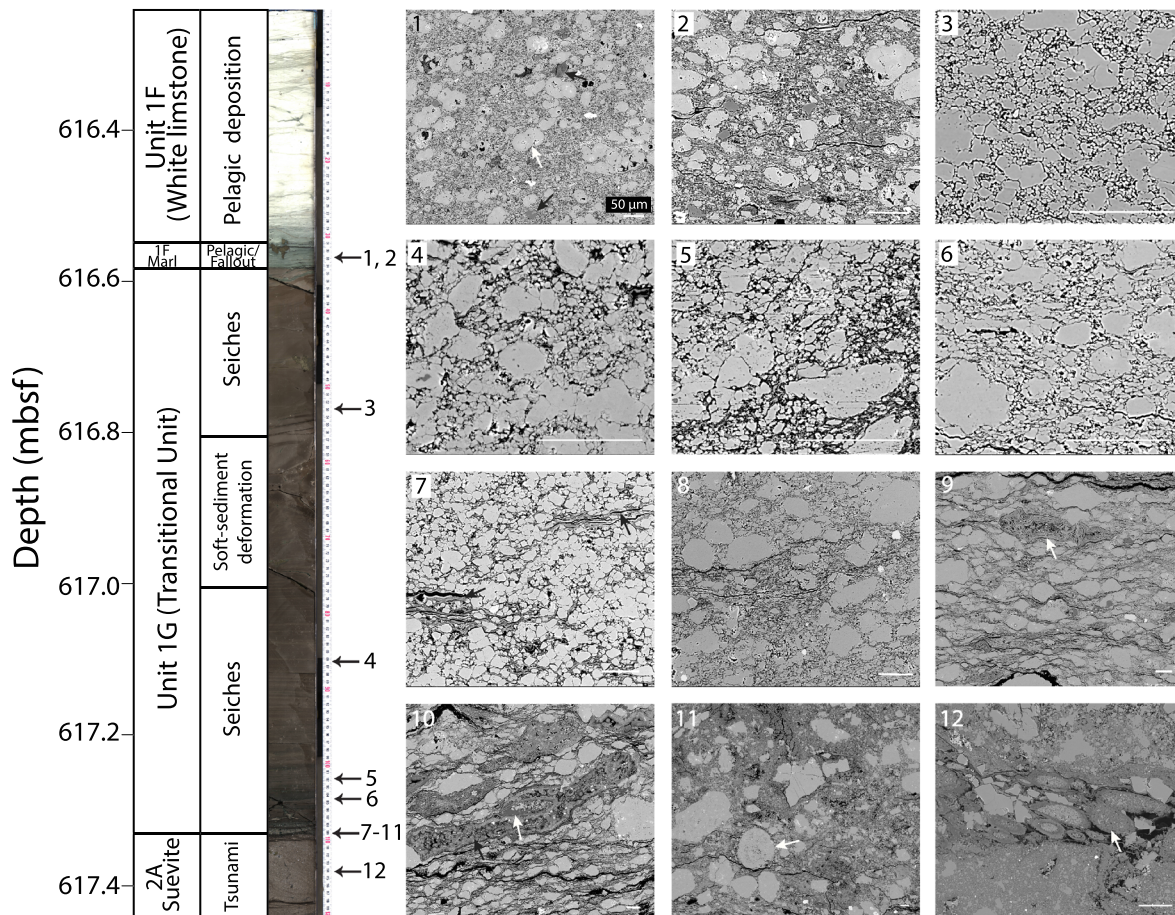 Depth (mbsf)
616.4
616.6
616.8
617.0
617.2
617.4
Unit 1F
(White limstone)
Pelagic deposition
1F
Marl
Pelagic/
Fallout
Unit 1G (Transitional Unit)
Seiches
Soft-sediment
deformation
Seiches
2A
Suevite
Tsunami
1, 2
3
4
5
6
7-11
12
1
50 µm
2
3
4
5
6
7
8
9
10
11
12